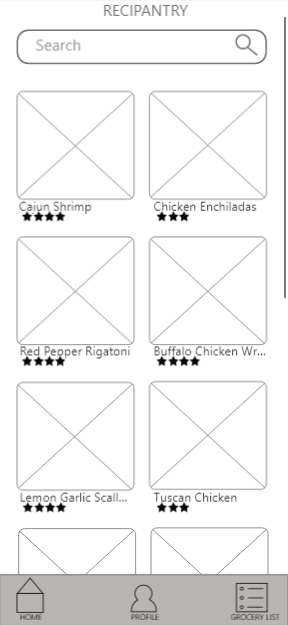 RECIPANTRY
Search
Cajun Shrimp
Chicken Enchiladas
Red Pepper Rigatoni
Buffalo Chicken Wr...
Lemon Garlic Scall...
Tuscan Chicken
HOME
PROFILE
GROCERY LIST